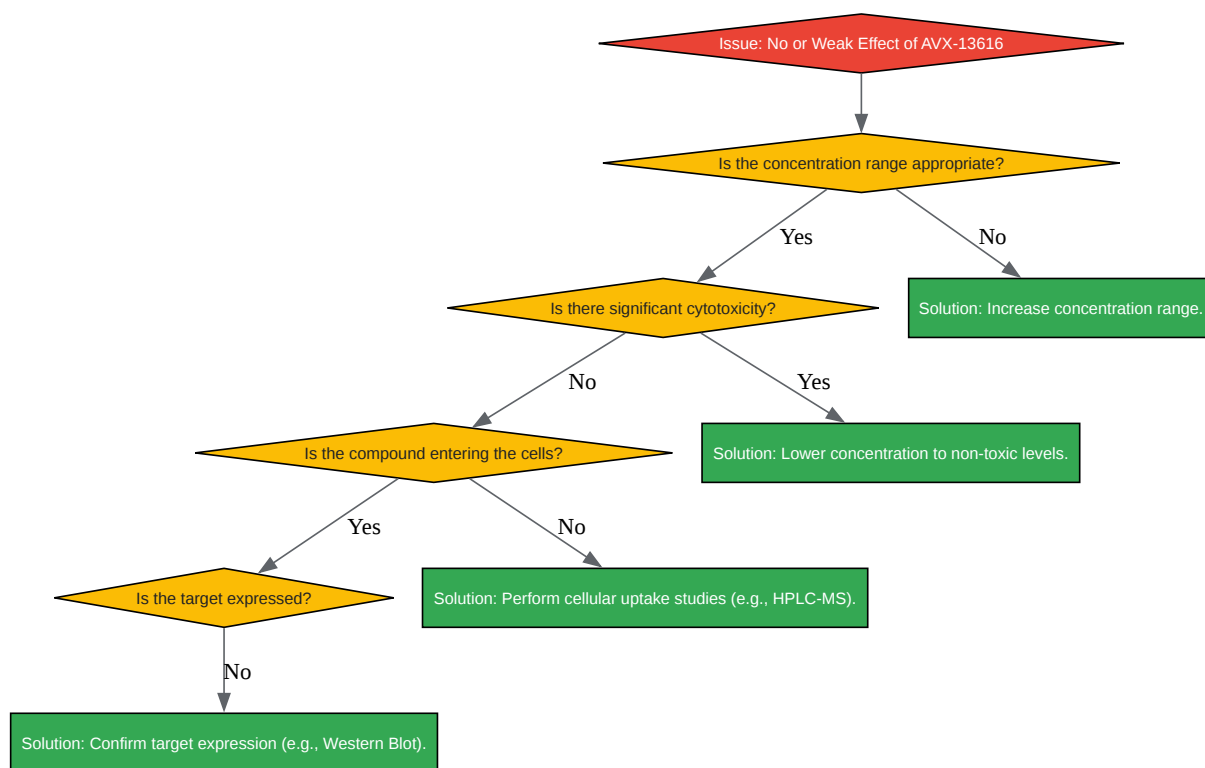 Issue: No or Weak Effect of AVX-13616
Is the concentration range appropriate?
Yes
No
Is there significant cytotoxicity?
Solution: Increase concentration range.
No
Yes
Is the compound entering the cells?
Solution: Lower concentration to non-toxic levels.
Yes
No
Is the target expressed?
Solution: Perform cellular uptake studies (e.g., HPLC-MS).
No
Solution: Confirm target expression (e.g., Western Blot).